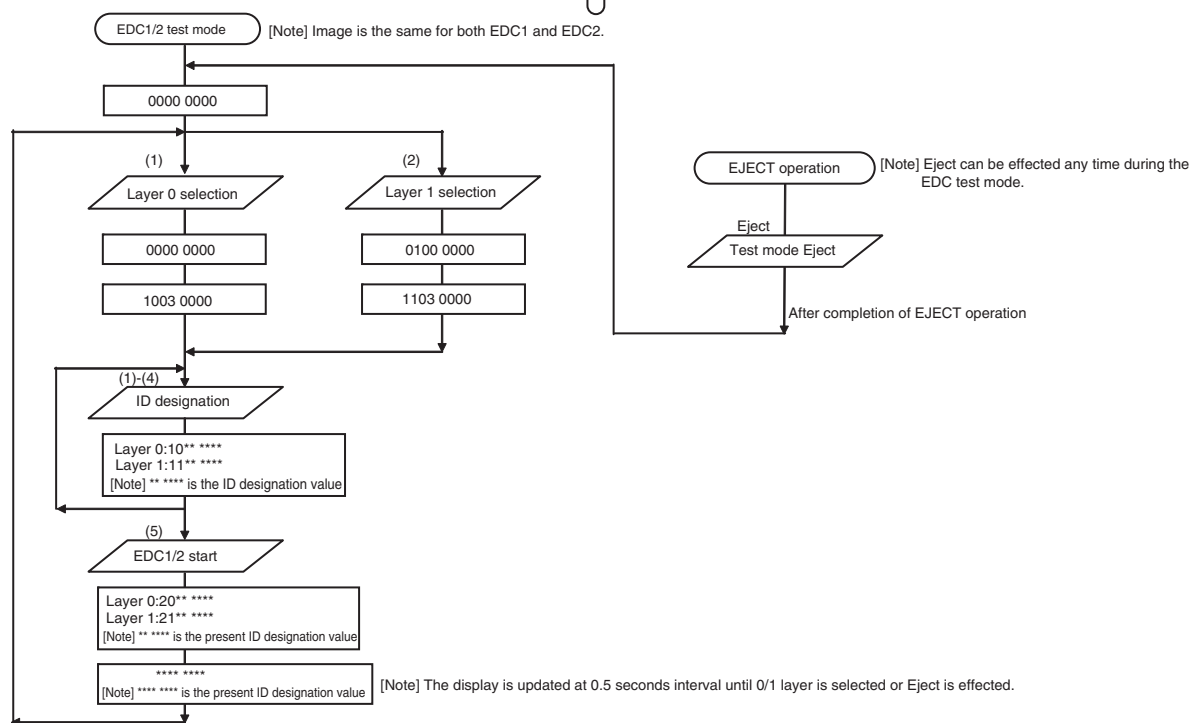 EDC1/2 test mode
[Note] Image is the same for both EDC1 and EDC2.
0000 0000
(1)
Layer 0 selection
0000 0000
1003 0000
(2)
Layer 1 selection
0100 0000
1103 0000
(1)-(4)
ID designation
Layer 0:10** ****
Layer 1:11** ****
[Note] ** **** is the ID designation value
(5)
EDC1/2 start
Layer 0:20** ****
Layer 1:21** ****
[Note] ** **** is the present ID designation value
**** ****
[Note] **** **** is the present ID designation value
[Note] The display is updated at 0.5 seconds interval until 0/1 layer is selected or Eject is effected.
EJECT operation
[Note] Eject can be effected any time during the
EDC test mode.
Eject
Test mode Eject
After completion of EJECT operation